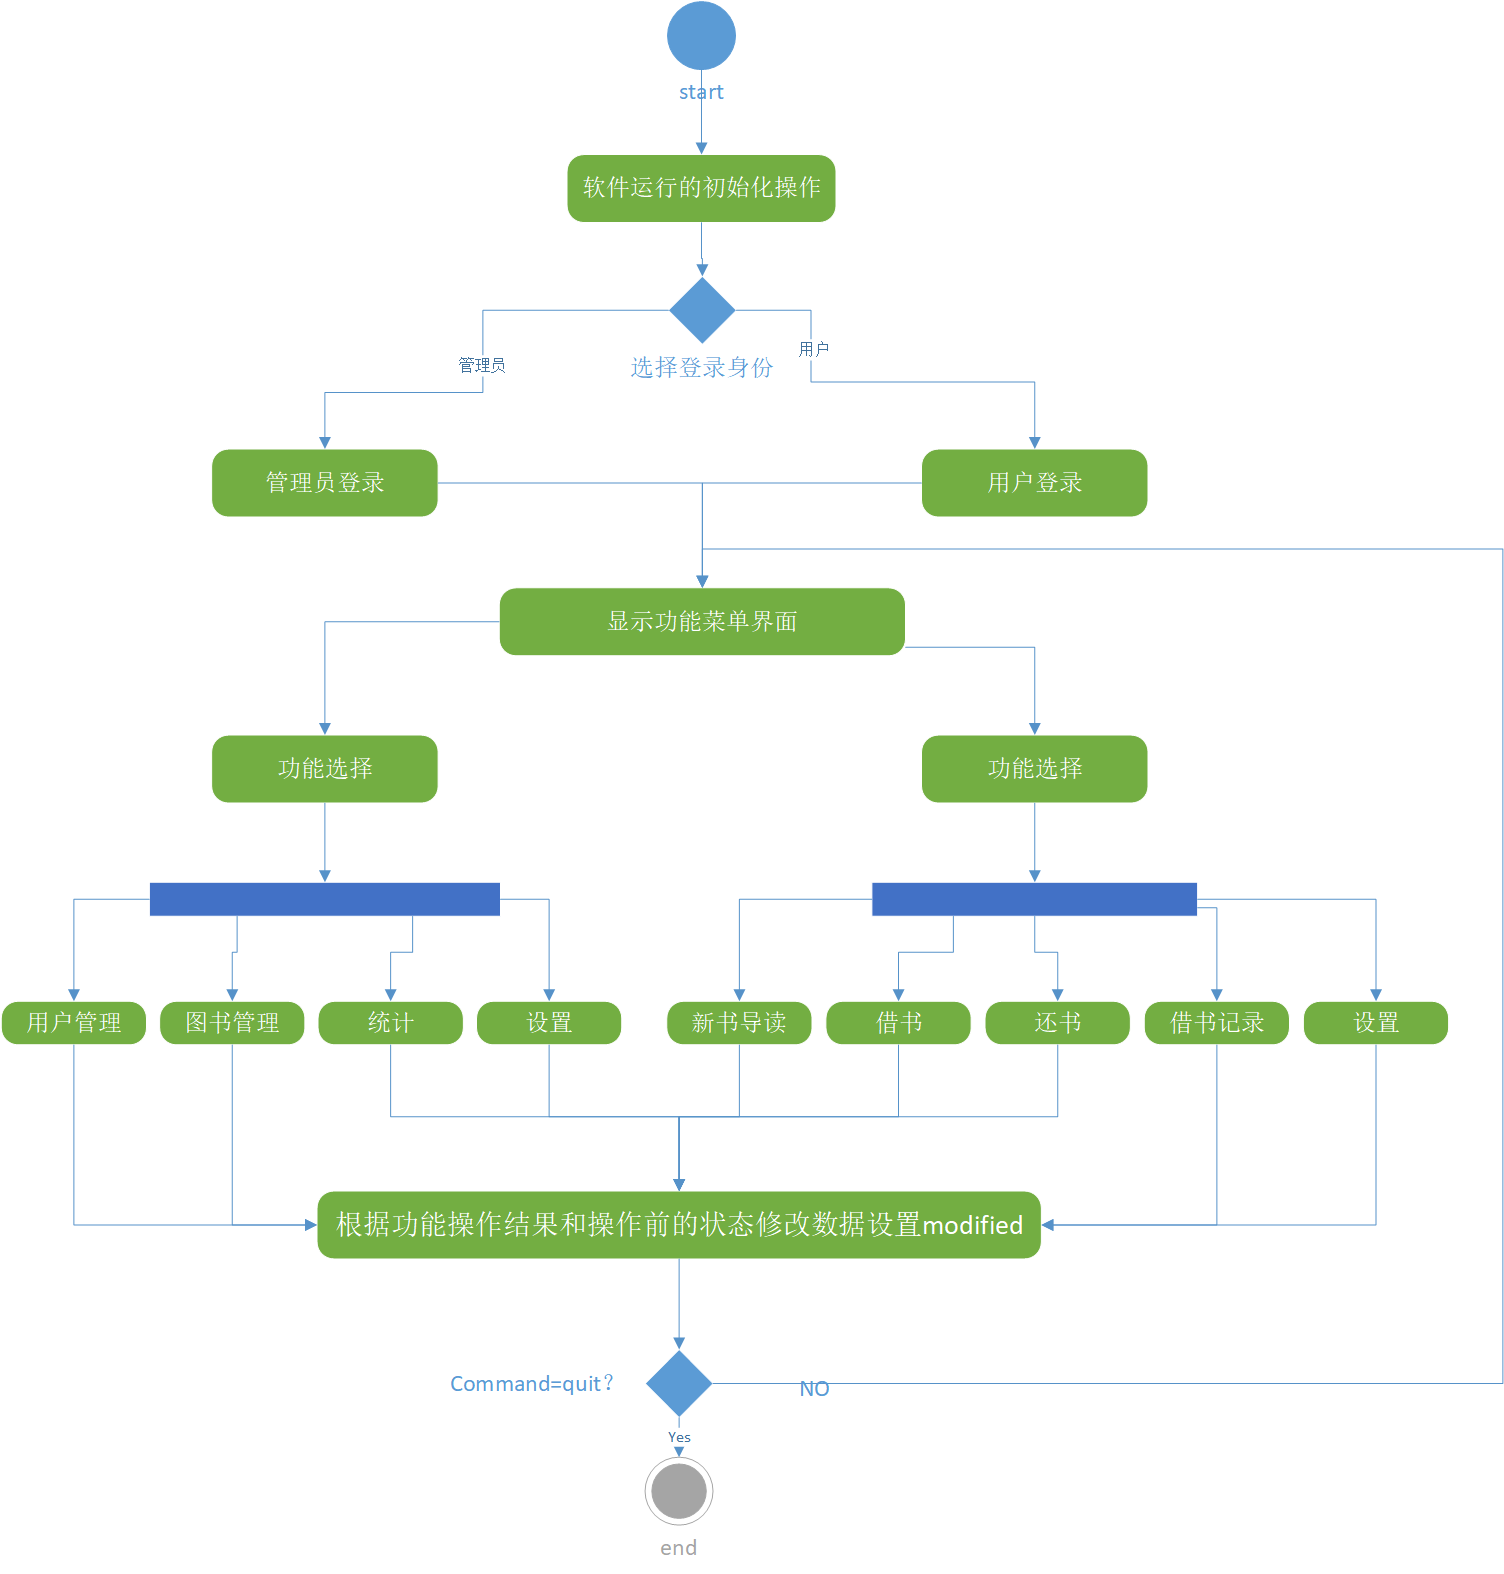 start
软件运行的初始化操作
选择登录身份
管理员
用户
管理员登录
用户登录
显示功能菜单界面
功能选择
功能选择
用户管理
图书管理
统计
设置
新书导读
借书
还书
借书记录
设置
根据功能操作结果和操作前的状态修改数据设置modified
Command=quit？
NO
Yes
end